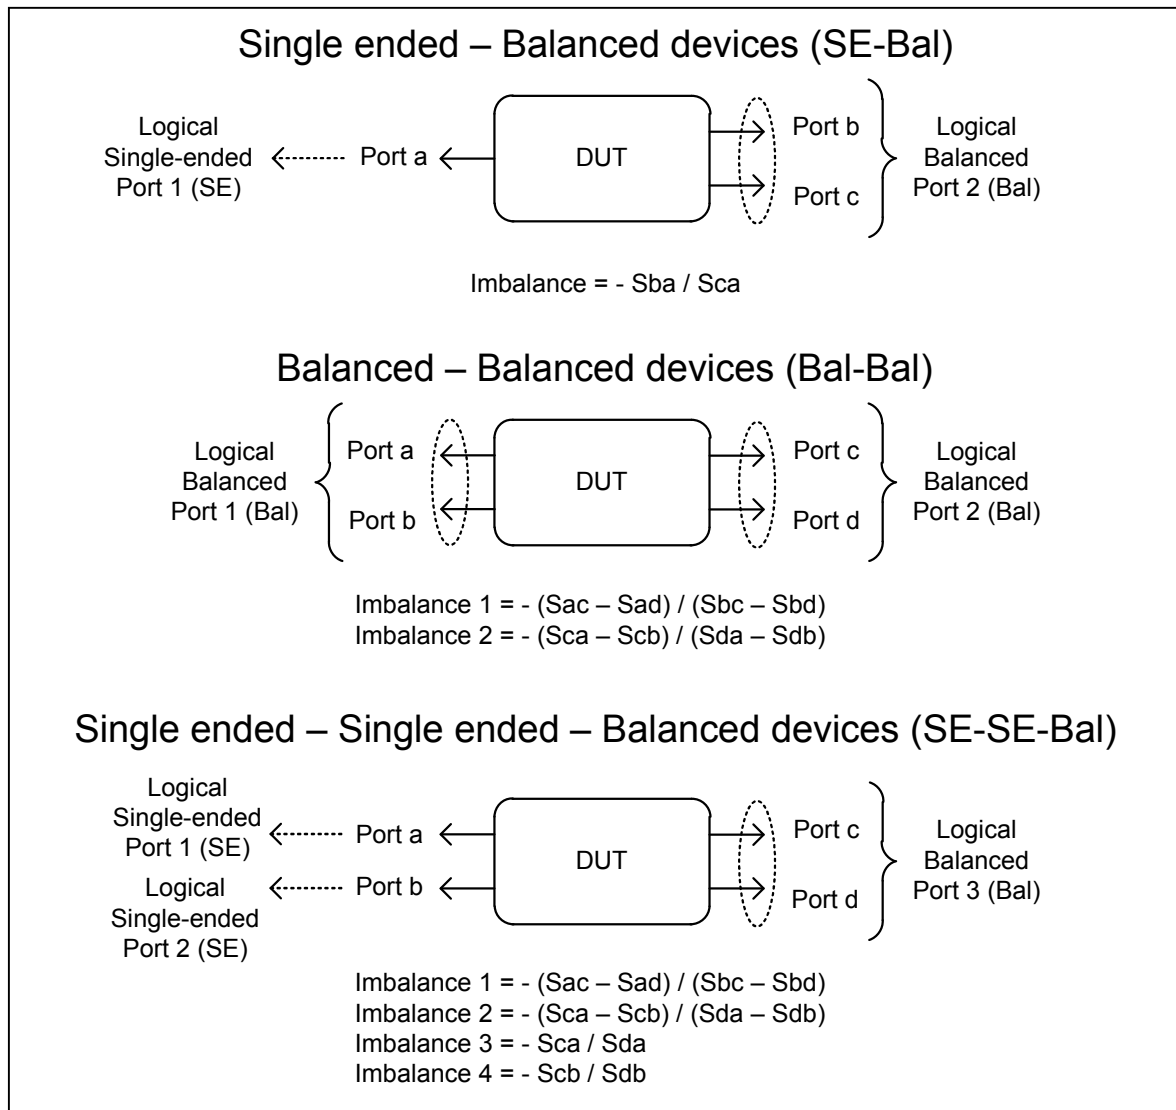 Single ended – Balanced devices (SE-Bal)
Logical
Single-ended
Port 1 (SE)
Port a
DUT
Port b
Port c
Logical
Balanced
Port 2 (Bal)
Imbalance = - Sba / Sca
Balanced – Balanced devices (Bal-Bal)
Logical
Balanced
Port 1 (Bal)
Port a
Port b
DUT
Port c
Port d
Logical
Balanced
Port 2 (Bal)
Imbalance 1 = - (Sac – Sad) / (Sbc – Sbd)
Imbalance 2 = - (Sca – Scb) / (Sda – Sdb)
Single ended – Single ended – Balanced devices (SE-SE-Bal)
Logical
Single-ended
Port 1 (SE)
Port a
Logical
Single-ended
Port 2 (SE)
Port b
DUT
Port c
Port d
Logical
Balanced
Port 3 (Bal)
Imbalance 1 = - (Sac – Sad) / (Sbc – Sbd)
Imbalance 2 = - (Sca – Scb) / (Sda – Sdb)
Imbalance 3 = - Sca / Sda
Imbalance 4 = - Scb / Sdb